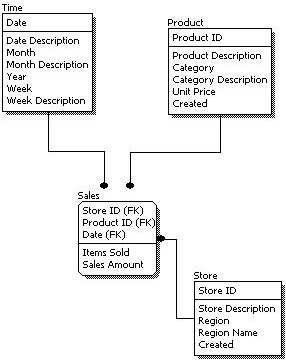 Time
Date
Date Description
Month
Month Description
Year
Week
Week Description
Product
Product ID
Product Description
Category
Category Description
Unit Price
Created
Sales
Store ID (FK)
Product ID (FK)
Date (FK)
Items Sold
Sales Amount
Store
Store ID
Store Description
Region
Region Name
Created